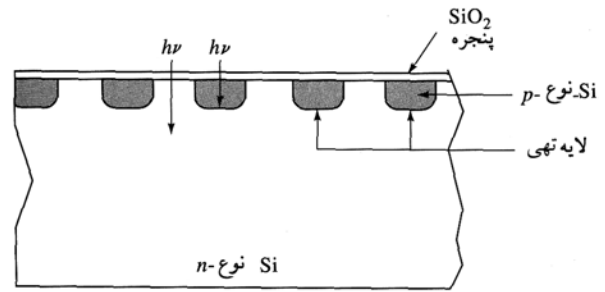 SiO₂
پنجره
hν hν
p-نوع Si
لایه تهی
n-نوع Si